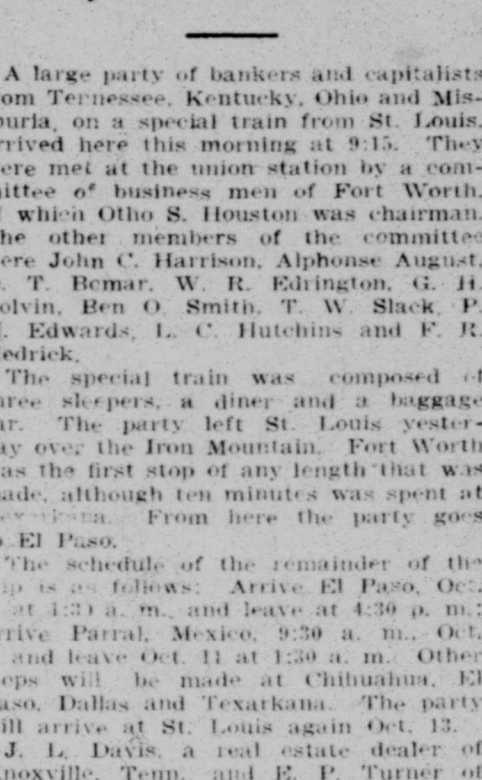 A large party of bankers and capitalists
om Ternessee, Kentucky, Ohio and Mis-
ouria, on a special train from St. Louis,
rrived here this morning at 9:15. They
ere met at the union station by a com-
ittee of business men of Fort Worth,
which Otho S. Houston was chairman.
he other members of the committee
ere John C. Harrison, Alphonse August,
. T. Bomar, W. R. Edrington, G. H.
olvin, Ben O. Smith, T. W. Slack, P.
. Edwards, L. C. Hutchins and F. R.
edrick.
The special train was composed of
hree sleepers, a diner and a baggage
ar. The party left St. Louis yester-
ay over the Iron Mountain. Fort Worth
as the first stop of any length that was
ade, although ten minutes was spent at
exarkana. From here the party goes
o El Paso.
The schedule of the remainder of the
ip is as follows: Arrive El Paso, Oct.
at 1:30 a. m., and leave at 4:30 p. m.;
rrive Parral, Mexico, 9:30 a. m., Oct.
and leave Oct. 11 at 1:30 a. m. Other
ops will be made at Chihuahua, El
aso, Dallas and Texarkana. The party
ill arrive at St. Louis again Oct. 13.
J. L. Davis, a real estate dealer of
noxville, Tenn., and E. P. Turner of